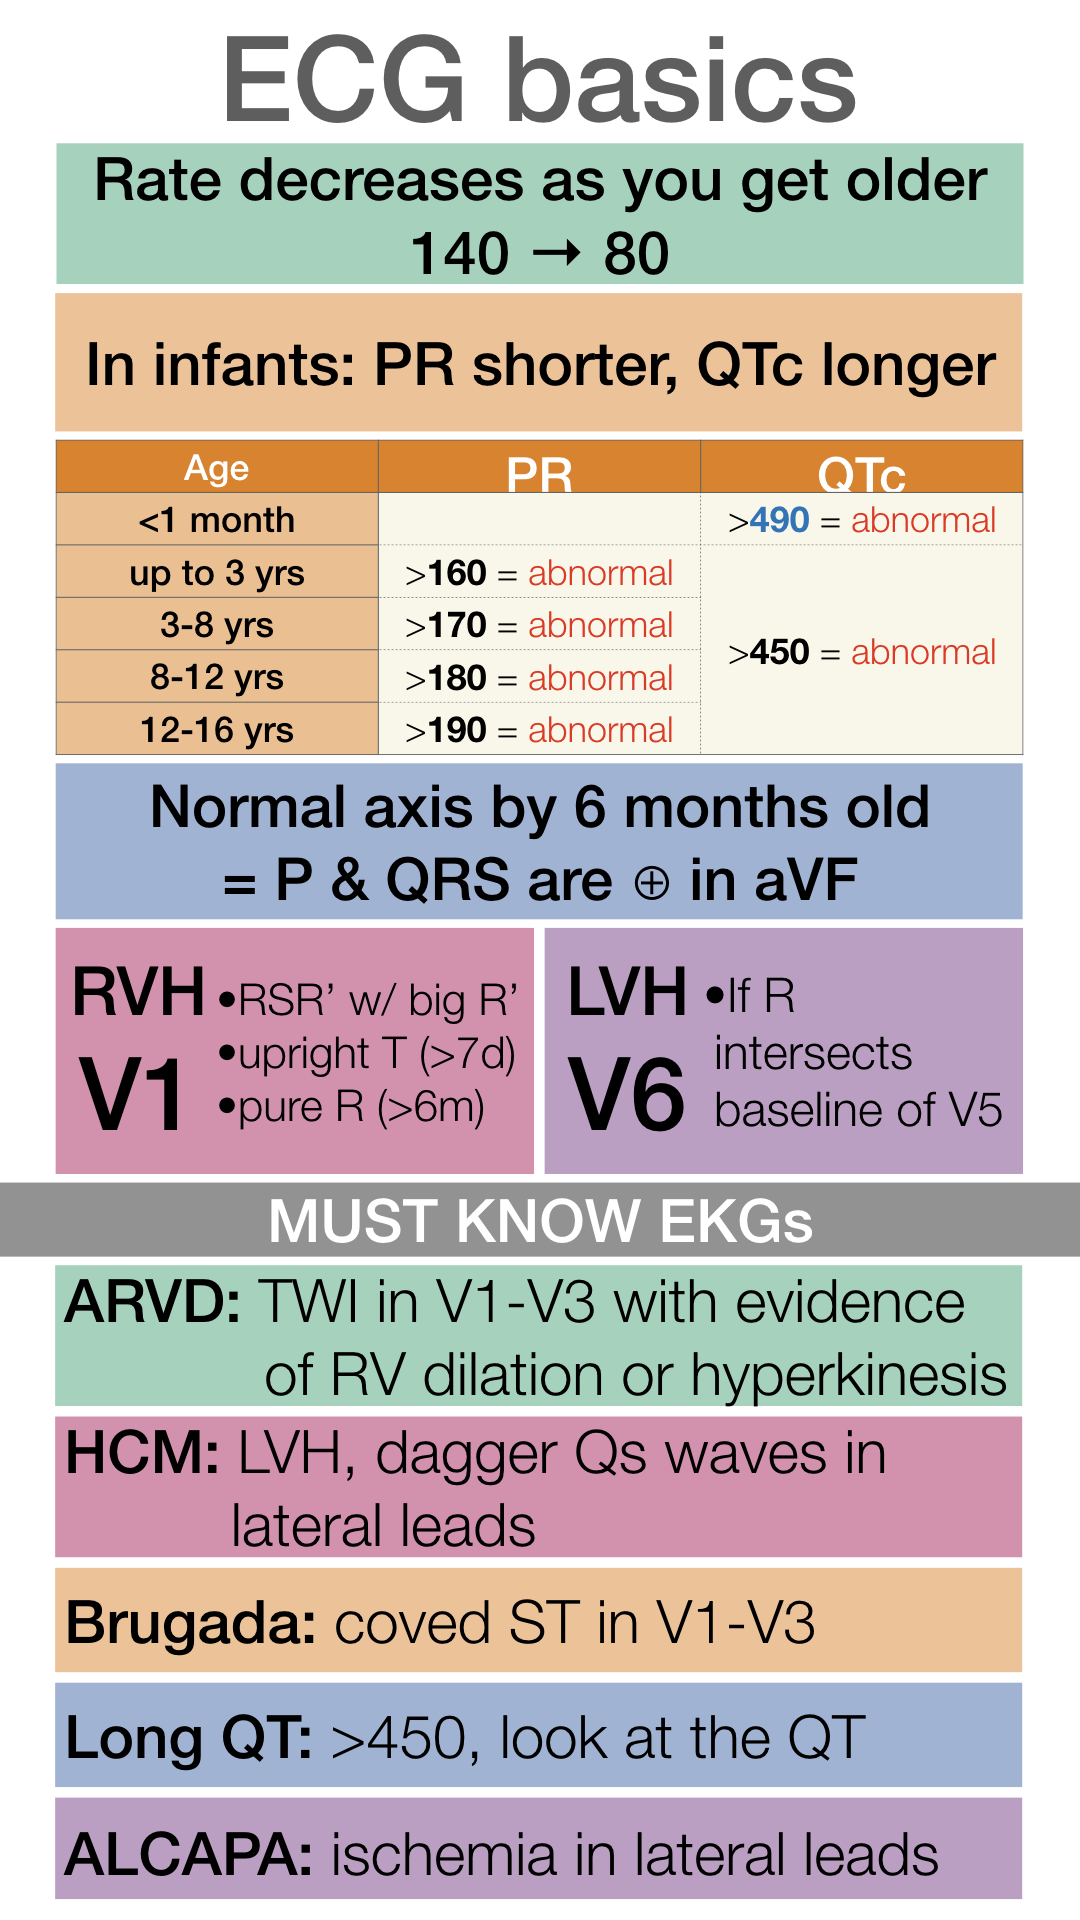 ECG basics
Rate decreases as you get older
140 → 80
In infants: PR shorter, QTc longer
Age PR QTc
<1 month >490 = abnormal
up to 3 yrs >160 = abnormal
3-8 yrs >170 = abnormal
>450 = abnormal
8-12 yrs >180 = abnormal
12-16 yrs >190 = abnormal
Normal axis by 6 months old
= P & QRS are ⊕ in aVF
RVH
V1
•RSR’ w/ big R’
•upright T (>7d)
•pure R (>6m)
LVH
V6
•If R
intersects
baseline of V5
MUST KNOW EKGs
ARVD: TWI in V1-V3 with evidence
of RV dilation or hyperkinesis
HCM: LVH, dagger Qs waves in
lateral leads
Brugada: coved ST in V1-V3
Long QT: >450, look at the QT
ALCAPA: ischemia in lateral leads